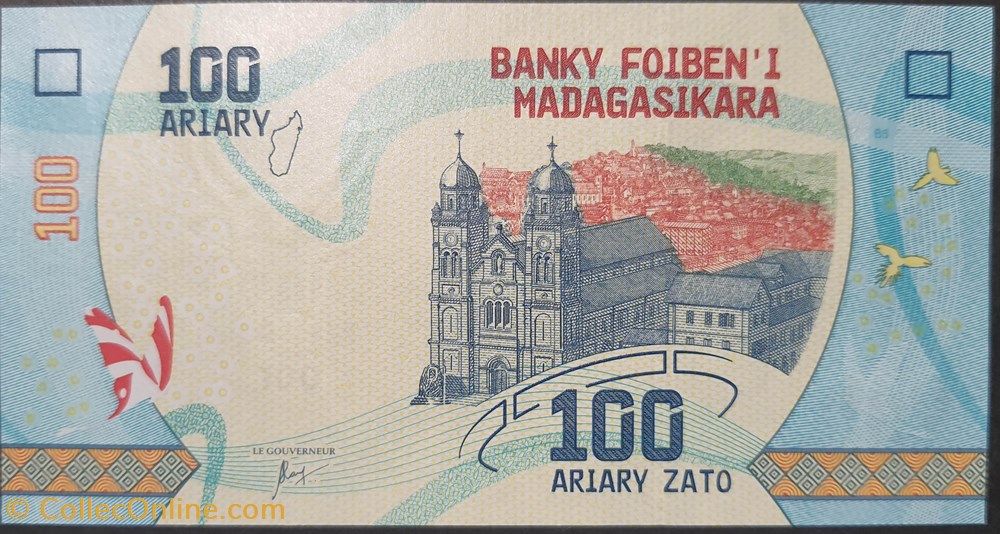 100
ARIARY
BANKY FOIBEN'I
MADAGASIKARA
100
LE GOUVERNEUR
100
ARIARY ZATO
© CollecOnline.com